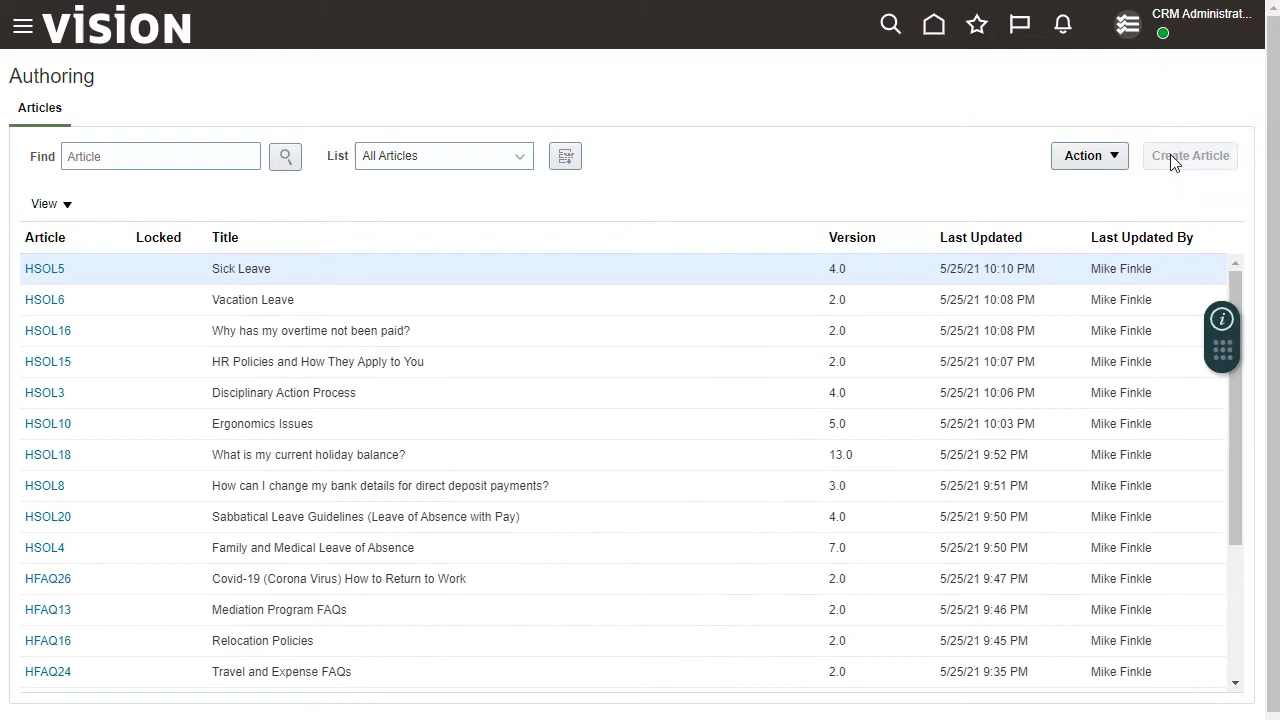 vision
CRM Administrat...
Authoring
Articles
Find Article List All Articles Action Create Article
View
Article Locked Title Version Last Updated Last Updated By
HSOL5 Sick Leave 4.0 5/25/21 10:10 PM Mike Finkle
HSOL6 Vacation Leave 2.0 5/25/21 10:08 PM Mike Finkle
HSOL16 Why has my overtime not been paid? 2.0 5/25/21 10:08 PM Mike Finkle
HSOL15 HR Policies and How They Apply to You 2.0 5/25/21 10:07 PM Mike Finkle
HSOL3 Disciplinary Action Process 4.0 5/25/21 10:06 PM Mike Finkle
HSOL10 Ergonomics Issues 5.0 5/25/21 10:03 PM Mike Finkle
HSOL18 What is my current holiday balance? 13.0 5/25/21 9:52 PM Mike Finkle
HSOL8 How can I change my bank details for direct deposit payments? 3.0 5/25/21 9:51 PM Mike Finkle
HSOL20 Sabbatical Leave Guidelines (Leave of Absence with Pay) 4.0 5/25/21 9:50 PM Mike Finkle
HSOL4 Family and Medical Leave of Absence 7.0 5/25/21 9:50 PM Mike Finkle
HFAQ26 Covid-19 (Corona Virus) How to Return to Work 2.0 5/25/21 9:47 PM Mike Finkle
HFAQ13 Mediation Program FAQs 2.0 5/25/21 9:46 PM Mike Finkle
HFAQ16 Relocation Policies 2.0 5/25/21 9:45 PM Mike Finkle
HFAQ24 Travel and Expense FAQs 2.0 5/25/21 9:35 PM Mike Finkle